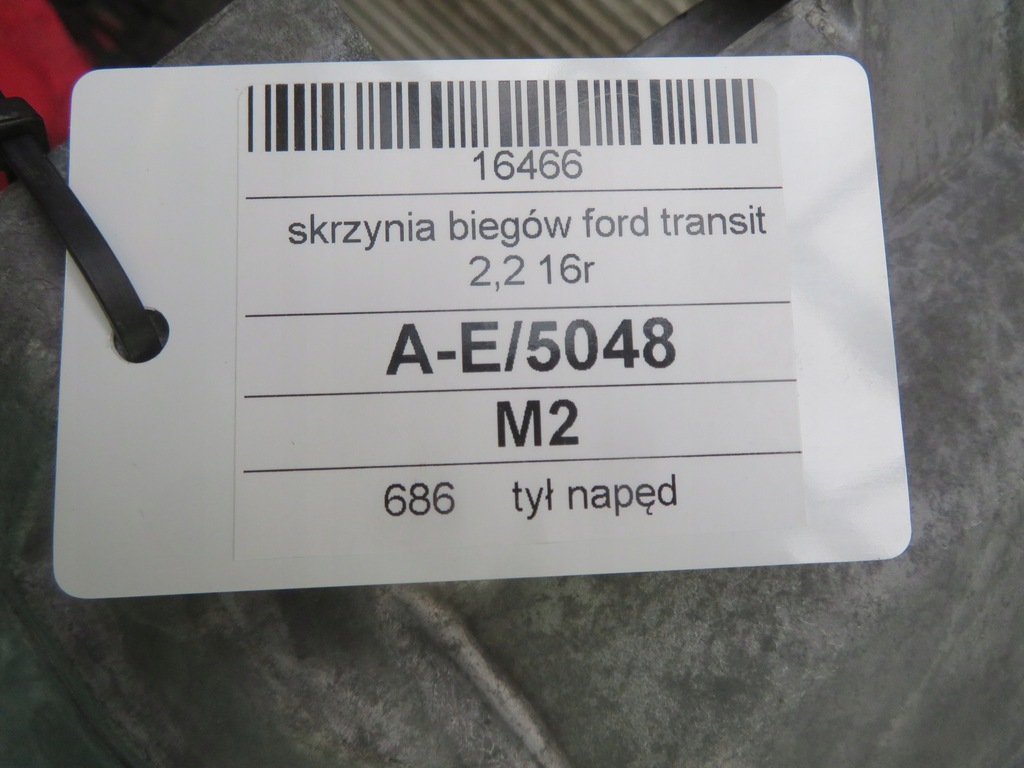 16466
skrzynia biegów ford transit
2,2 16r
A-E/5048
M2
686 tył napęd